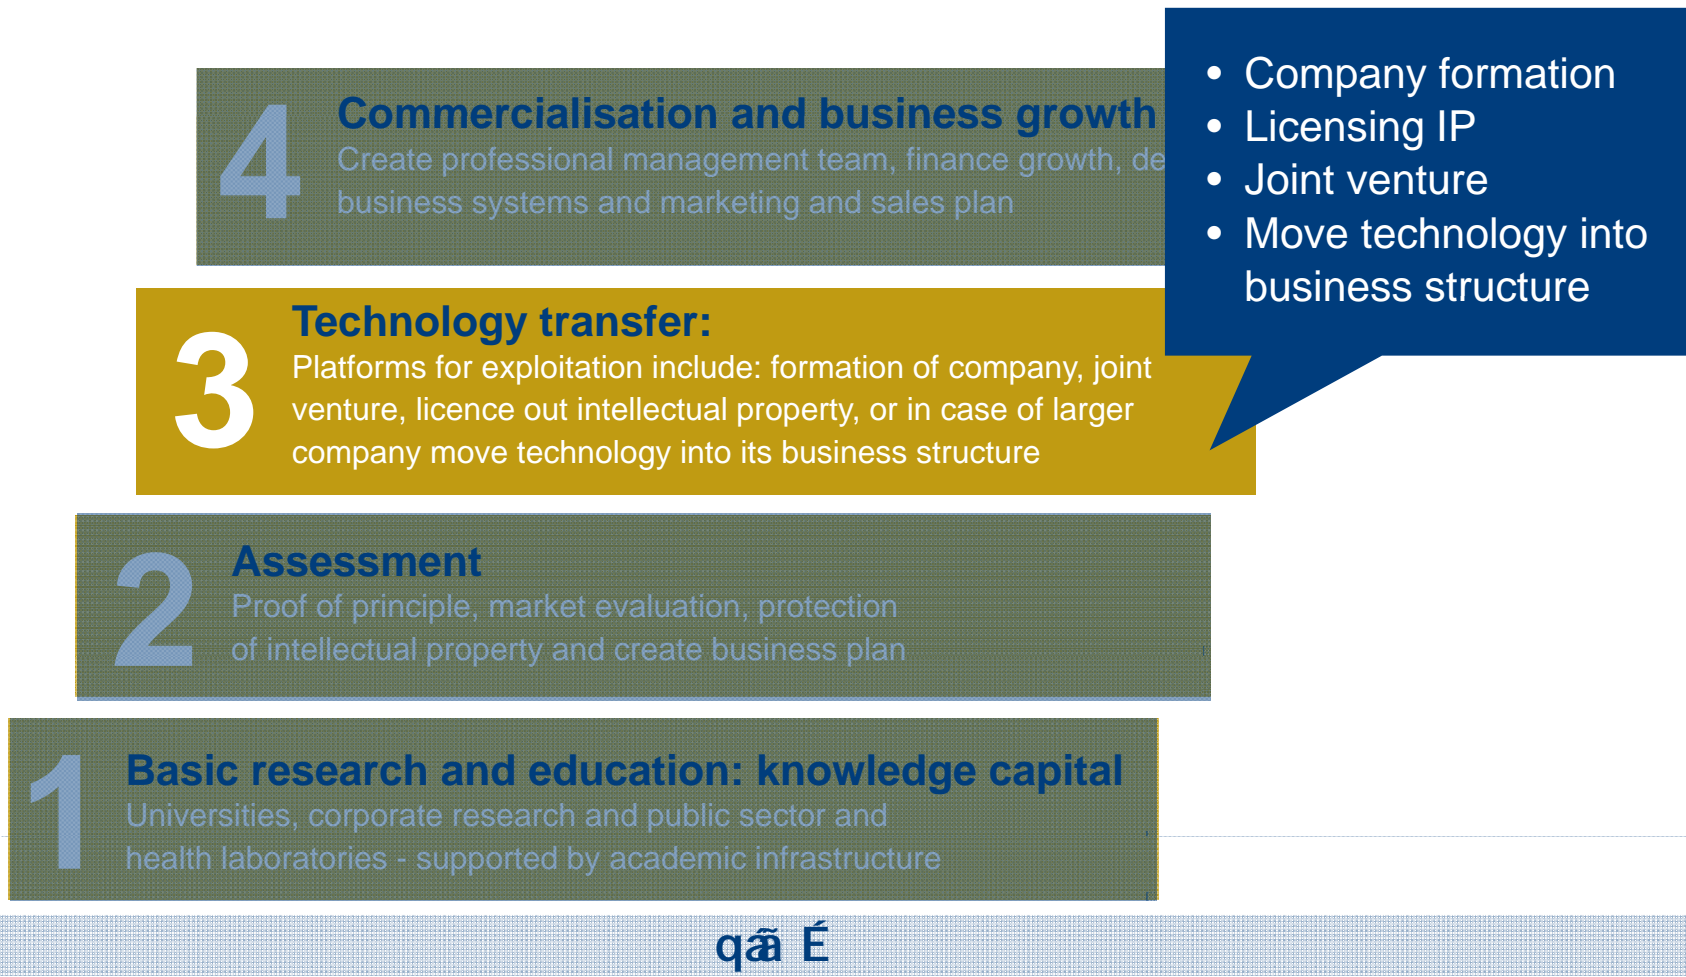 4
Commercialisation and business growth
Create professional management team, finance growth, de
business systems and marketing and sales plan
• Company formation
• Licensing IP
• Joint venture
• Move technology into
business structure
3
Technology transfer:
Platforms for exploitation include: formation of company, joint
venture, licence out intellectual property, or in case of larger
company move technology into its business structure
2
Assessment
Proof of principle, market evaluation, protection
of intellectual property and create business plan
1
Basic research and education: knowledge capital
Universities, corporate research and public sector and
health laboratories - supported by academic infrastructure